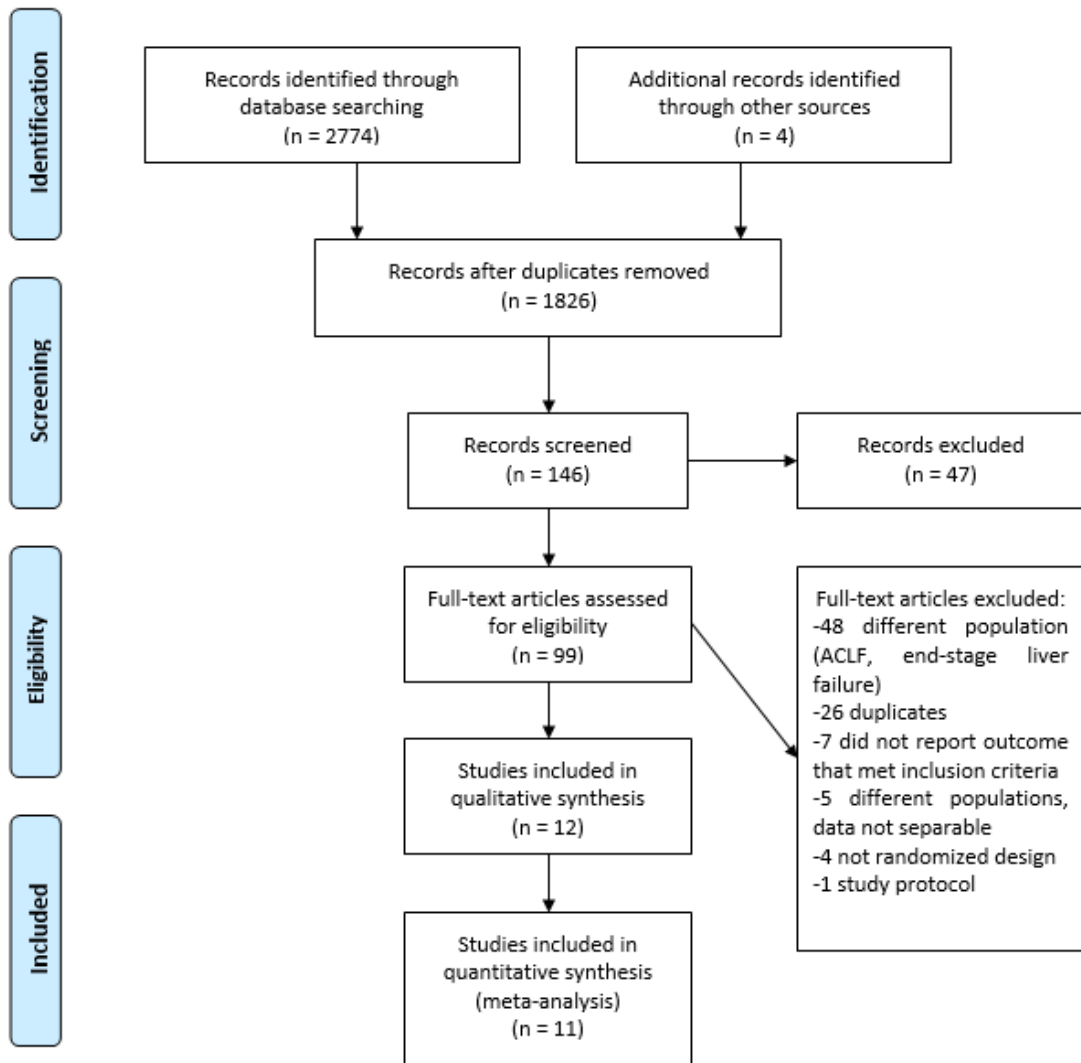 Identification
Records identified through
database searching
(n = 2774)
Additional records identified
through other sources
(n = 4)
Records after duplicates removed
(n = 1826)
Screening
Records screened
(n = 146)
Records excluded
(n = 47)
Eligibility
Full-text articles assessed
for eligibility
(n = 99)
Full-text articles excluded:
-48 different population
(ACLF, end-stage liver
failure)
-26 duplicates
-7 did not report outcome
that met inclusion criteria
-5 different populations,
data not separable
-4 not randomized design
-1 study protocol
Studies included in
qualitative synthesis
(n = 12)
Included
Studies included in
quantitative synthesis
(meta-analysis)
(n = 11)